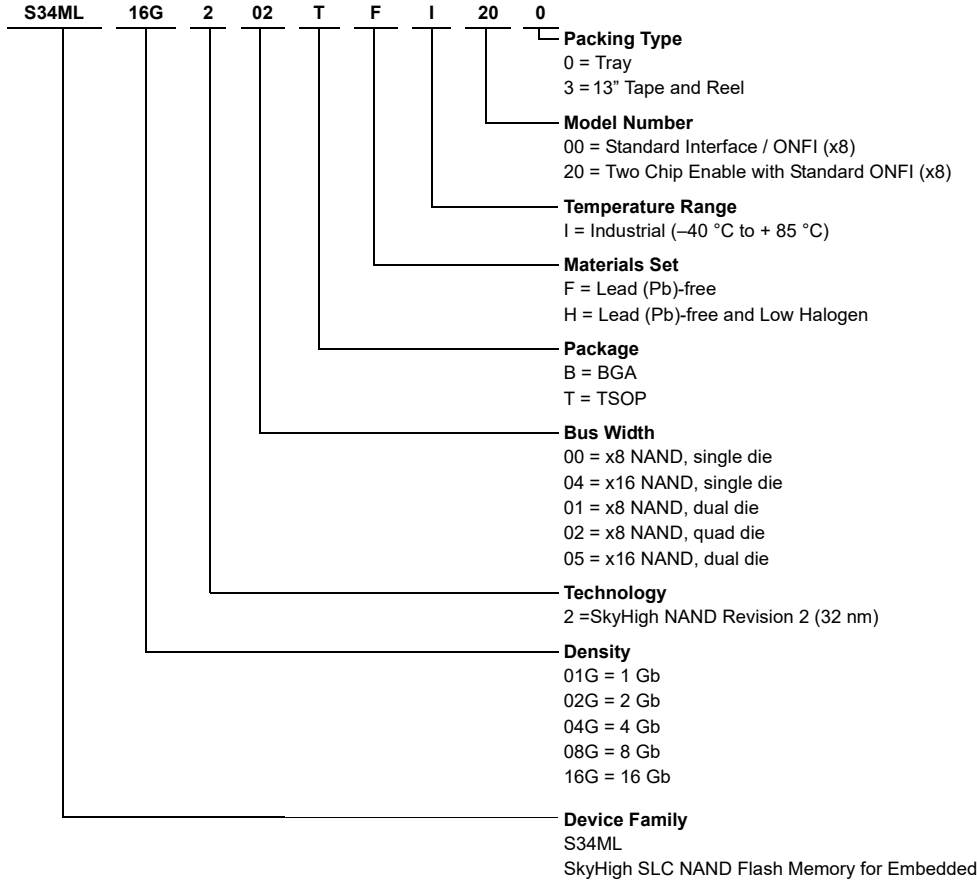 S34ML 16G 2 02 T F I 20 0
Packing Type
0 = Tray
3 =13” Tape and Reel
Model Number
00 = Standard Interface / ONFI (x8)
20 = Two Chip Enable with Standard ONFI (x8)
Temperature Range
I = Industrial (–40 °C to + 85 °C)
Materials Set
F = Lead (Pb)-free
H = Lead (Pb)-free and Low Halogen
Package
B = BGA
T = TSOP
Bus Width
00 = x8 NAND, single die
04 = x16 NAND, single die
01 = x8 NAND, dual die
02 = x8 NAND, quad die
05 = x16 NAND, dual die
Technology
2 =SkyHigh NAND Revision 2 (32 nm)
Density
01G = 1 Gb
02G = 2 Gb
04G = 4 Gb
08G = 8 Gb
16G = 16 Gb
Device Family
S34ML
SkyHigh SLC NAND Flash Memory for Embedded